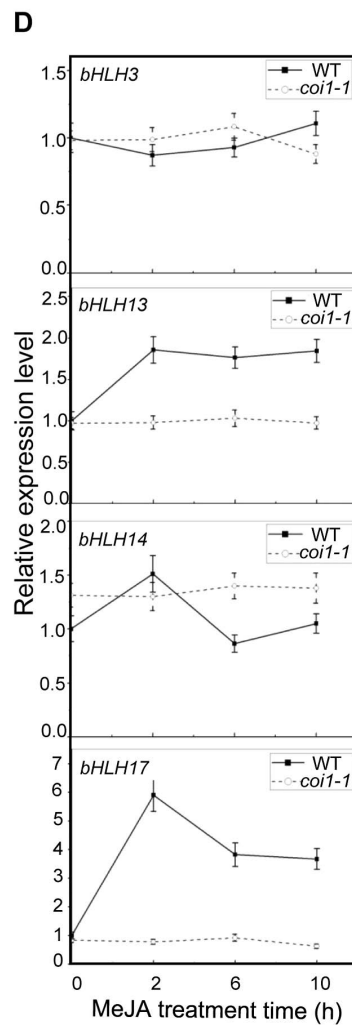 D
bHLH3
WT
coi1-1
1.5
1.0
0.5
0.0
bHLH13
WT
coi1-1
2.5
2.0
1.5
1.0
0.5
0.0
Relative expression level
bHLH14
WT
coi1-1
2.0
1.5
1.0
0.5
0.0
bHLH17
WT
coi1-1
7
6
5
4
3
2
1
0
0 2 6 10
MeJA treatment time (h)